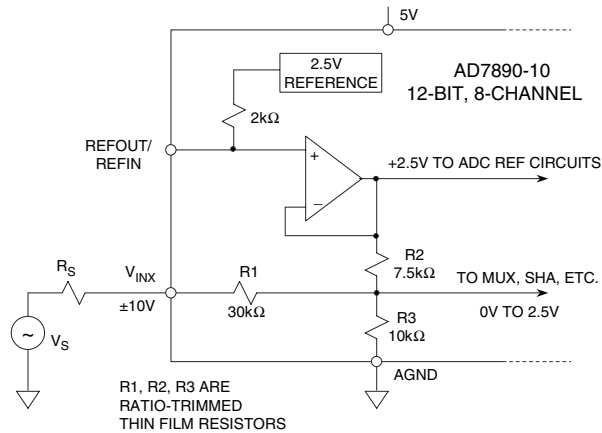 5V
2.5V
REFERENCE
AD7890-10
12-BIT, 8-CHANNEL
2kΩ
REFOUT/
REFIN
+
+2.5V TO ADC REF CIRCUITS
–
R2
7.5kΩ
RS
VINX
±10V
R1
30kΩ
TO MUX, SHA, ETC.
0V TO 2.5V
~
VS
R3
10kΩ
AGND
R1, R2, R3 ARE
RATIO-TRIMMED
THIN FILM RESISTORS